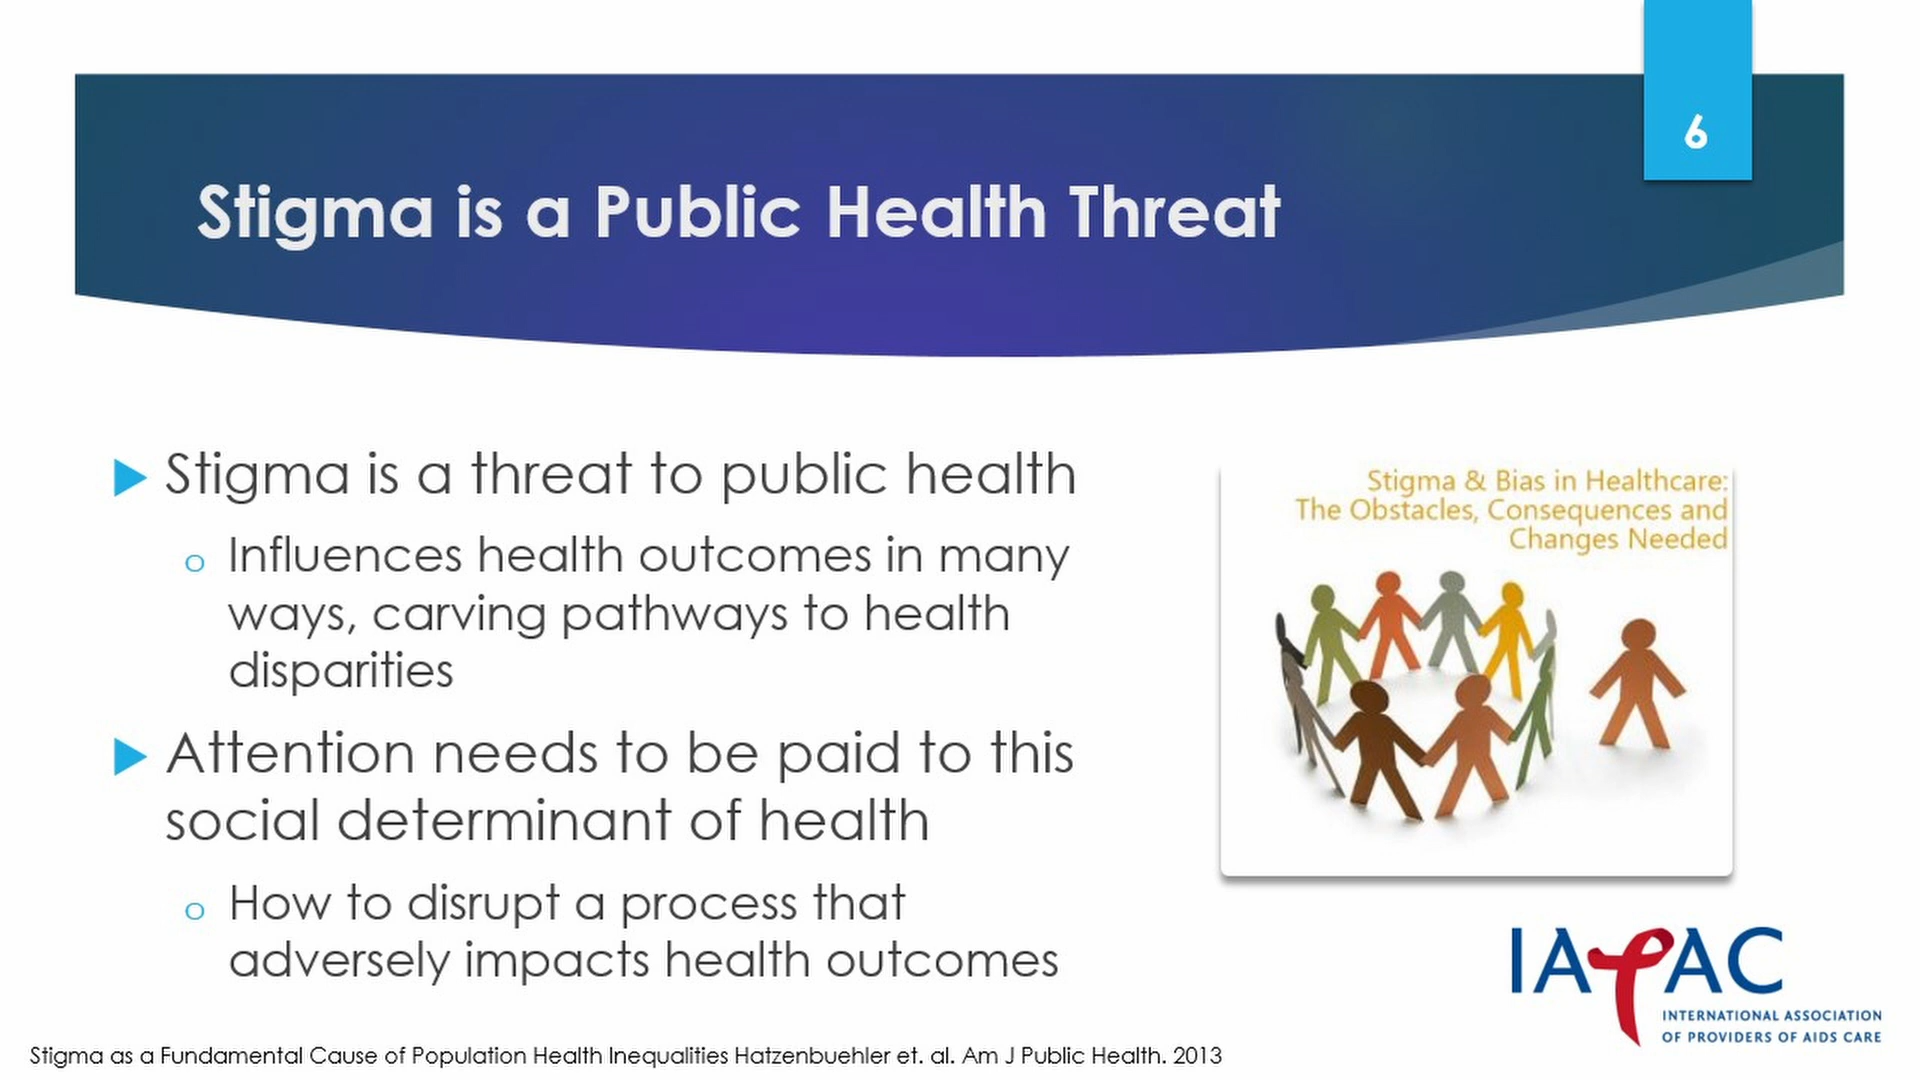 6
Stigma is a Public Health Threat
Stigma is a threat to public health
o Influences health outcomes in many
ways, carving pathways to health
disparities
Attention needs to be paid to this
social determinant of health
o How to disrupt a process that
adversely impacts health outcomes
Stigma & Bias in Healthcare:
The Obstacles, Consequences and
Changes Needed
IAPAC
INTERNATIONAL ASSOCIATION
OF PROVIDERS OF AIDS CARE
Stigma as a Fundamental Cause of Population Health Inequalities Hatzenbuehler et. al. Am J Public Health. 2013